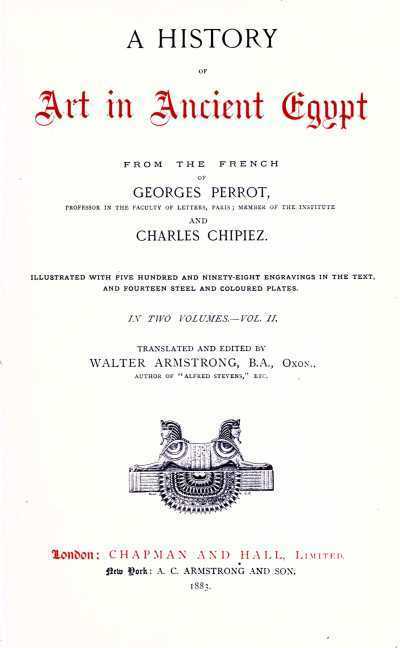 A HISTORY
OF
Art in Ancient Egypt
FROM THE FRENCH
OF
GEORGES PERROT,
PROFESSOR IN THE FACULTY OF LETTERS, PARIS; MEMBER OF THE INSTITUTE
AND
CHARLES CHIPIEZ.
ILLUSTRATED WITH FIVE HUNDRED AND NINETY-EIGHT ENGRAVINGS IN THE TEXT,
AND FOURTEEN STEEL AND COLOURED PLATES.
IN TWO VOLUMES.—VOL. II.
TRANSLATED AND EDITED BY
WALTER ARMSTRONG, B.A., OXON.,
AUTHOR OF "ALFRED STEVENS," ETC.
London: CHAPMAN AND HALL, LIMITED.
New York: A. C. ARMSTRONG AND SON.
1883.